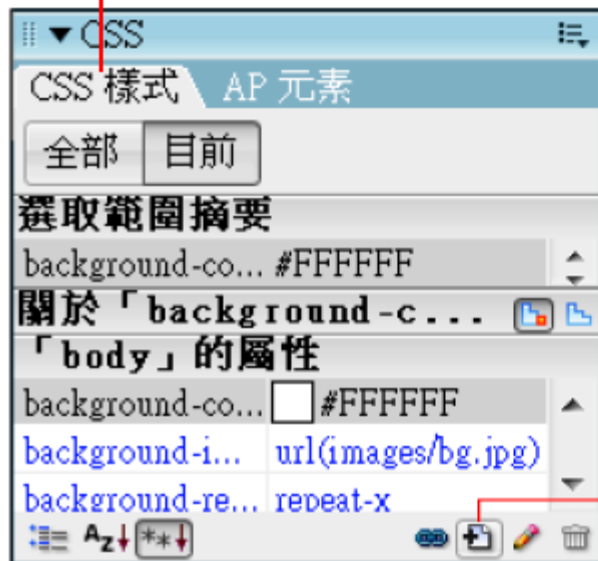 CSS
CSS 樣式 AP 元素
全部 目前
選取範圍摘要
background-co... #FFFFFF
關於「background-c...
「body」的屬性
background-co... #FFFFFF
background-i... url(images/bg.jpg)
background-re... repeat-x
AZ **